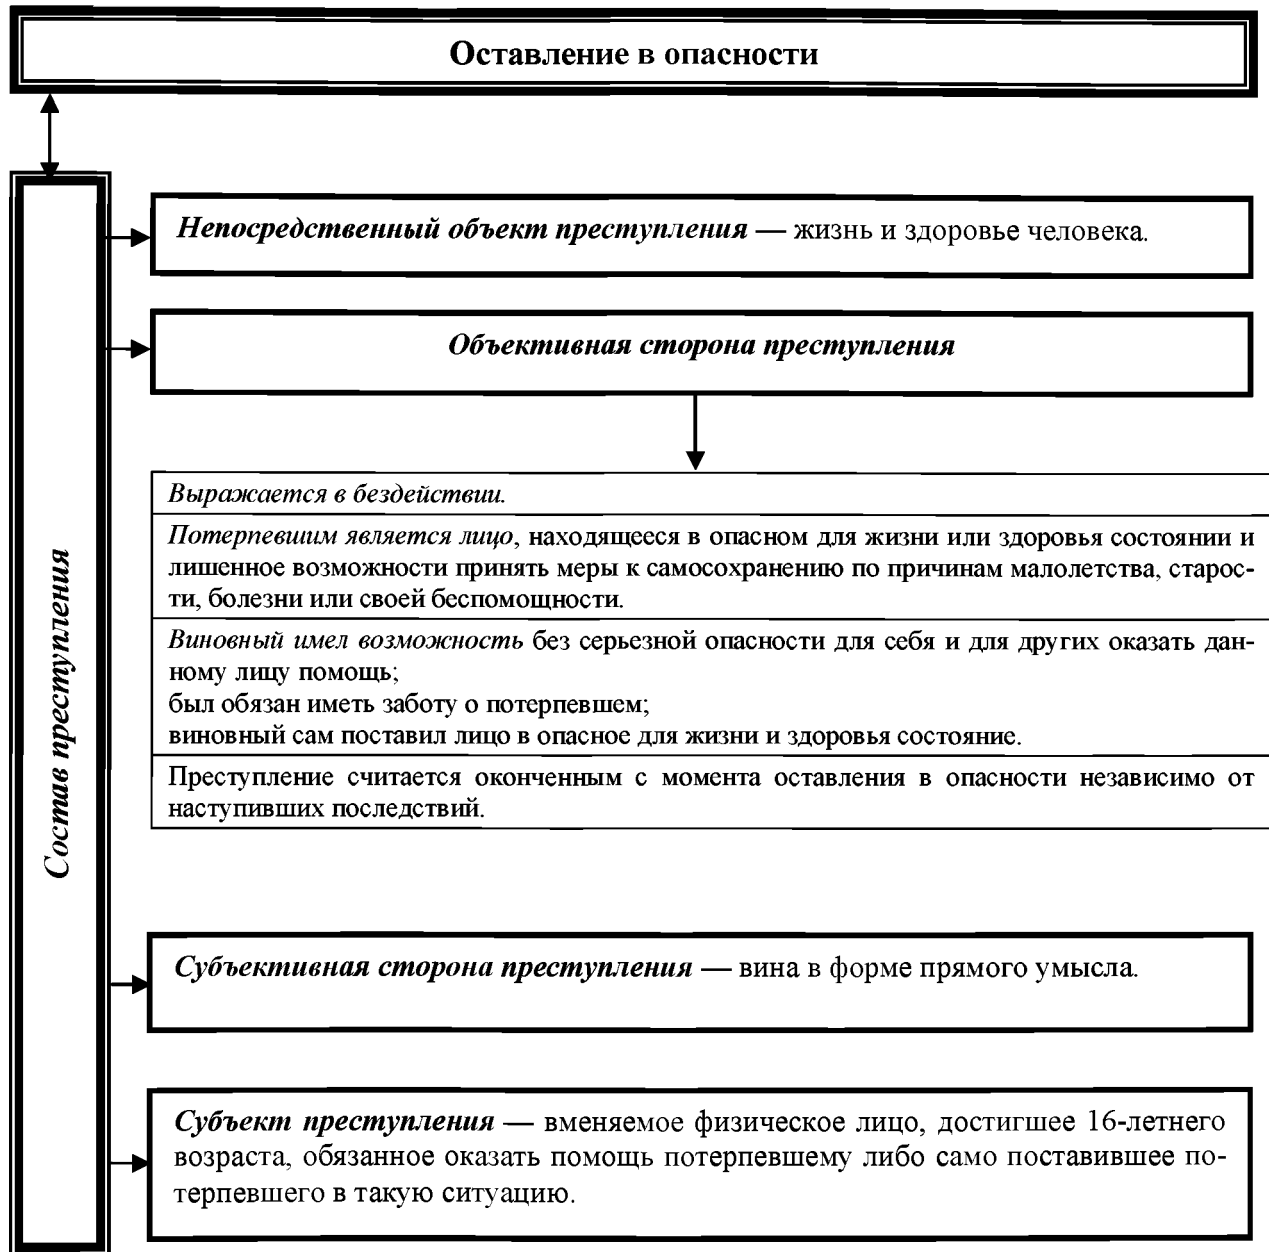 Оставление в опасности
Состав преступления
Непосредственный объект преступления — жизнь и здоровье человека.
Объективная сторона преступления
Выражается в бездействии.
Потерпевшим является лицо, находящееся в опасном для жизни или здоровья состоянии и
лишенное возможности принять меры к самосохранению по причинам малолетства, старос-
ти, болезни или своей беспомощности.
Виновный имел возможность без серьезной опасности для себя и для других оказать дан-
ному лицу помощь;
был обязан иметь заботу о потерпевшем;
виновный сам поставил лицо в опасное для жизни и здоровья состояние.
Преступление считается оконченным с момента оставления в опасности независимо от
наступивших последствий.
Субъективная сторона преступления — вина в форме прямого умысла.
Субъект преступления — вменяемое физическое лицо, достигшее 16-летнего
возраста, обязанное оказать помощь потерпевшему либо само поставившее по-
терпевшего в такую ситуацию.